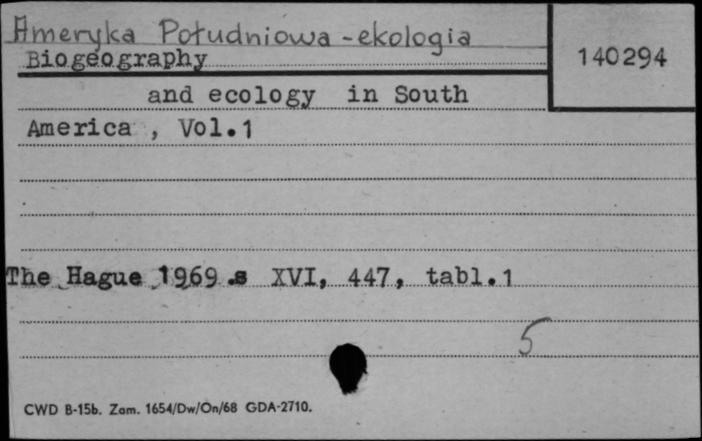 Ameryka Południowa - ekologia
Biogeography
140294
and ecology in South
America , Vol.1
The Hague 1969 .s XVI, 447, tabl.1
5
CWD B-15b. Zam. 1654/Dw/On/68 GDA-2710.